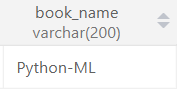 book_name
varchar(200)
Python-ML